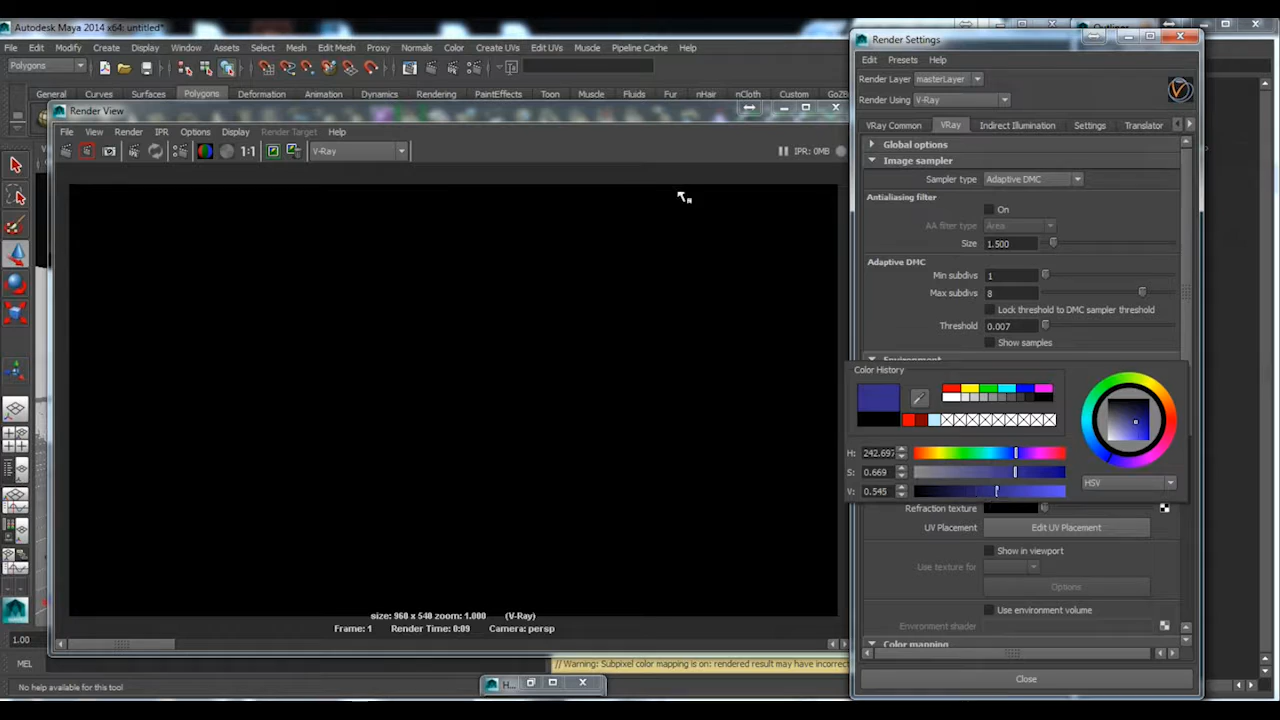 Autodesk Maya 2014 x64: untitled*
File Edit Modify Create Display Window Assets Select Mesh Edit Mesh Proxy Normals Color Create UVs Edit UVs Muscle Pipeline Cache Help
Polygons
General Curves Surfaces Polygons Deformation Animation Dynamics Rendering PaintEffects Toon Muscle Fluids Fur nHair nCloth Custom
Render View
File View Render IPR Options Display Render Target Help
1:1 V-Ray IPR: 0MB
size: 960 x 540 zoom: 1.000 (V-Ray)
Frame: 1 Render Time: 0:09 Camera: persp
1.00
MEL
// Warning: Subpixel color mapping is on: rendered result may have incorrect
No help available for this tool
H...
Render Settings
Edit Presets Help
Render Layer masterLayer
Render Using V-Ray
VRay Common VRay Indirect Illumination Settings Translator
Global options
Image sampler
Sampler type Adaptive DMC
Antialiasing filter
On
AA filter type Area
Size 1.500
Adaptive DMC
Min subdivs 1
Max subdivs 8
Lock threshold to DMC sampler threshold
Threshold 0.007
Show samples
Environment
Color History
H: 242.697
S: 0.669
V: 0.545
HSV
Refraction texture
UV Placement Edit UV Placement
Show in viewport
Use texture for
Options
Use environment volume
Environment shader
Color mapping
Close